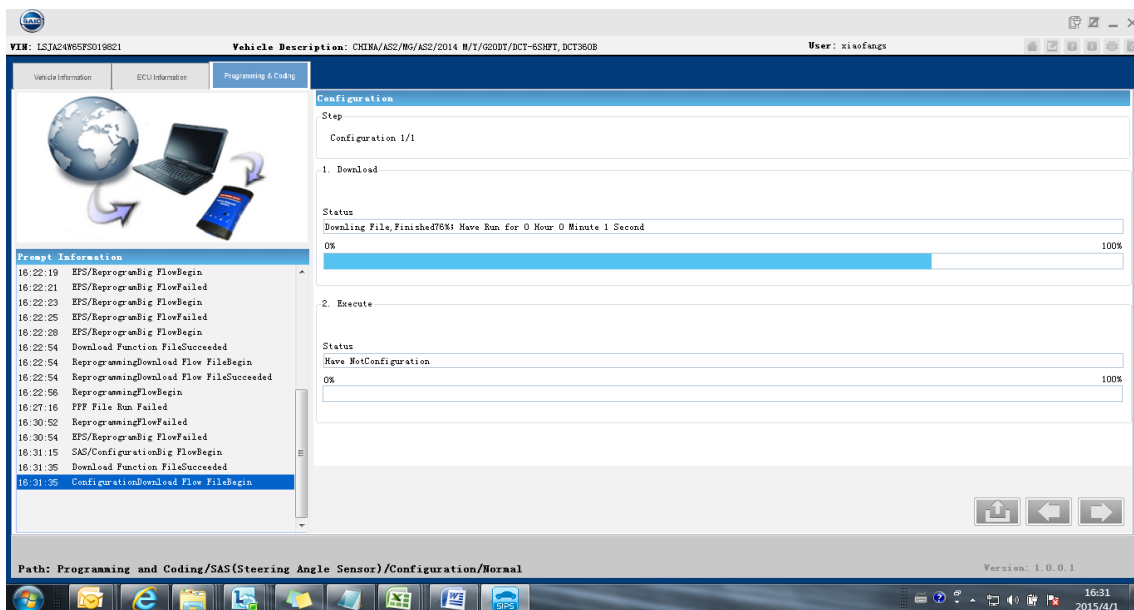 SAIC
VIN: LSJA24W65FS019821 Vehicle Description: CHINA/AS2/MG/AS2/2014 M/Y/G20DT/DCT-6SHFT,DCT360B User: xiaofangs
Vehicle Information ECU Information Programming & Coding
Configuration
Step
Configuration 1/1
1. Download
Status
Downling File,Finished76%; Have Run for 0 Hour 0 Minute 1 Second
0% 100%
2. Execute
Status
Have NotConfiguration
0% 100%
Prompt Information
16:22:19 EPS/ReprogramBig FlowBegin
16:22:21 EPS/ReprogramBig FlowFailed
16:22:23 EPS/ReprogramBig FlowBegin
16:22:25 EPS/ReprogramBig FlowFailed
16:22:28 EPS/ReprogramBig FlowBegin
16:22:54 Download Function FileSucceeded
16:22:54 ReprogrammingDownload Flow FileBegin
16:22:54 ReprogrammingDownload Flow FileSucceeded
16:22:56 ReprogrammingFlowBegin
16:27:16 PPF File Run Failed
16:30:52 ReprogrammingFlowFailed
16:30:54 EPS/ReprogramBig FlowFailed
16:31:15 SAS/ConfigurationBig FlowBegin
16:31:35 Download Function FileSucceeded
16:31:35 ConfigurationDownload Flow FileBegin
Path: Programming and Coding/SAS(Steering Angle Sensor)/Configuration/Normal
Version: 1.0.0.1
SIPS
16:31
2015/4/1